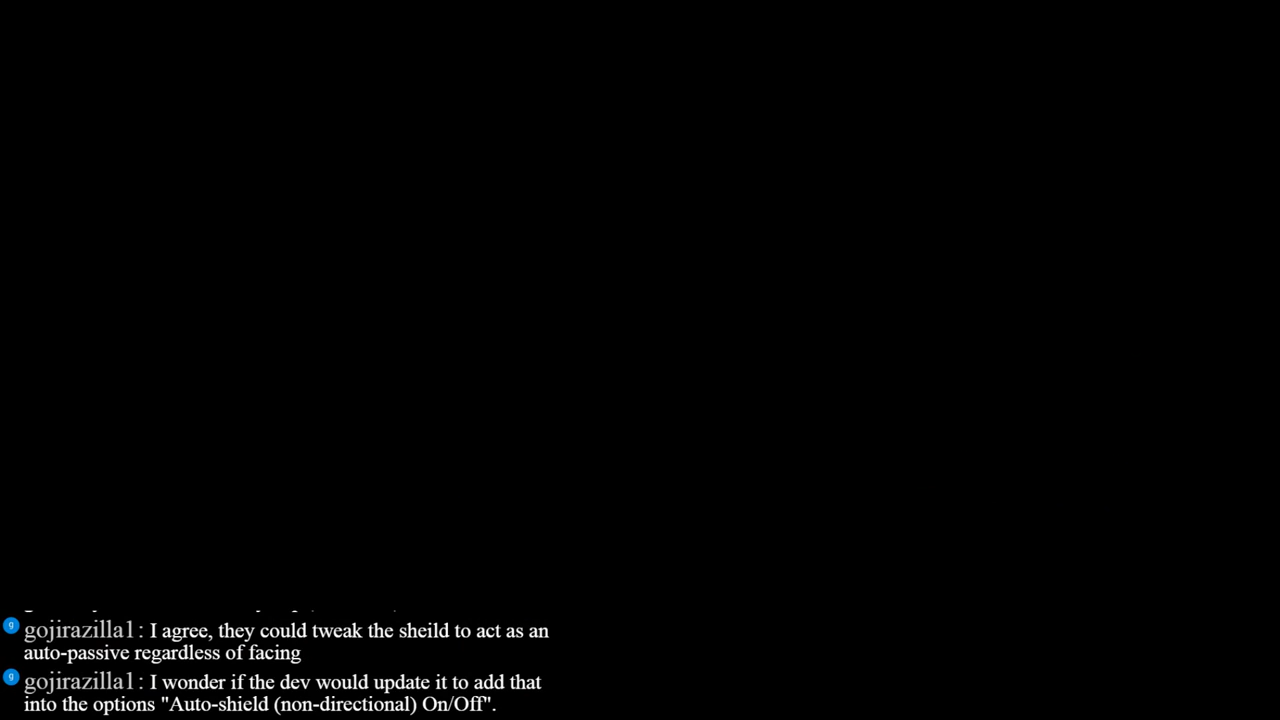 gojirazilla1: I agree, they could tweak the sheild to act as an
auto-passive regardless of facing
gojirazilla1: I wonder if the dev would update it to add that
into the options "Auto-shield (non-directional) On/Off".